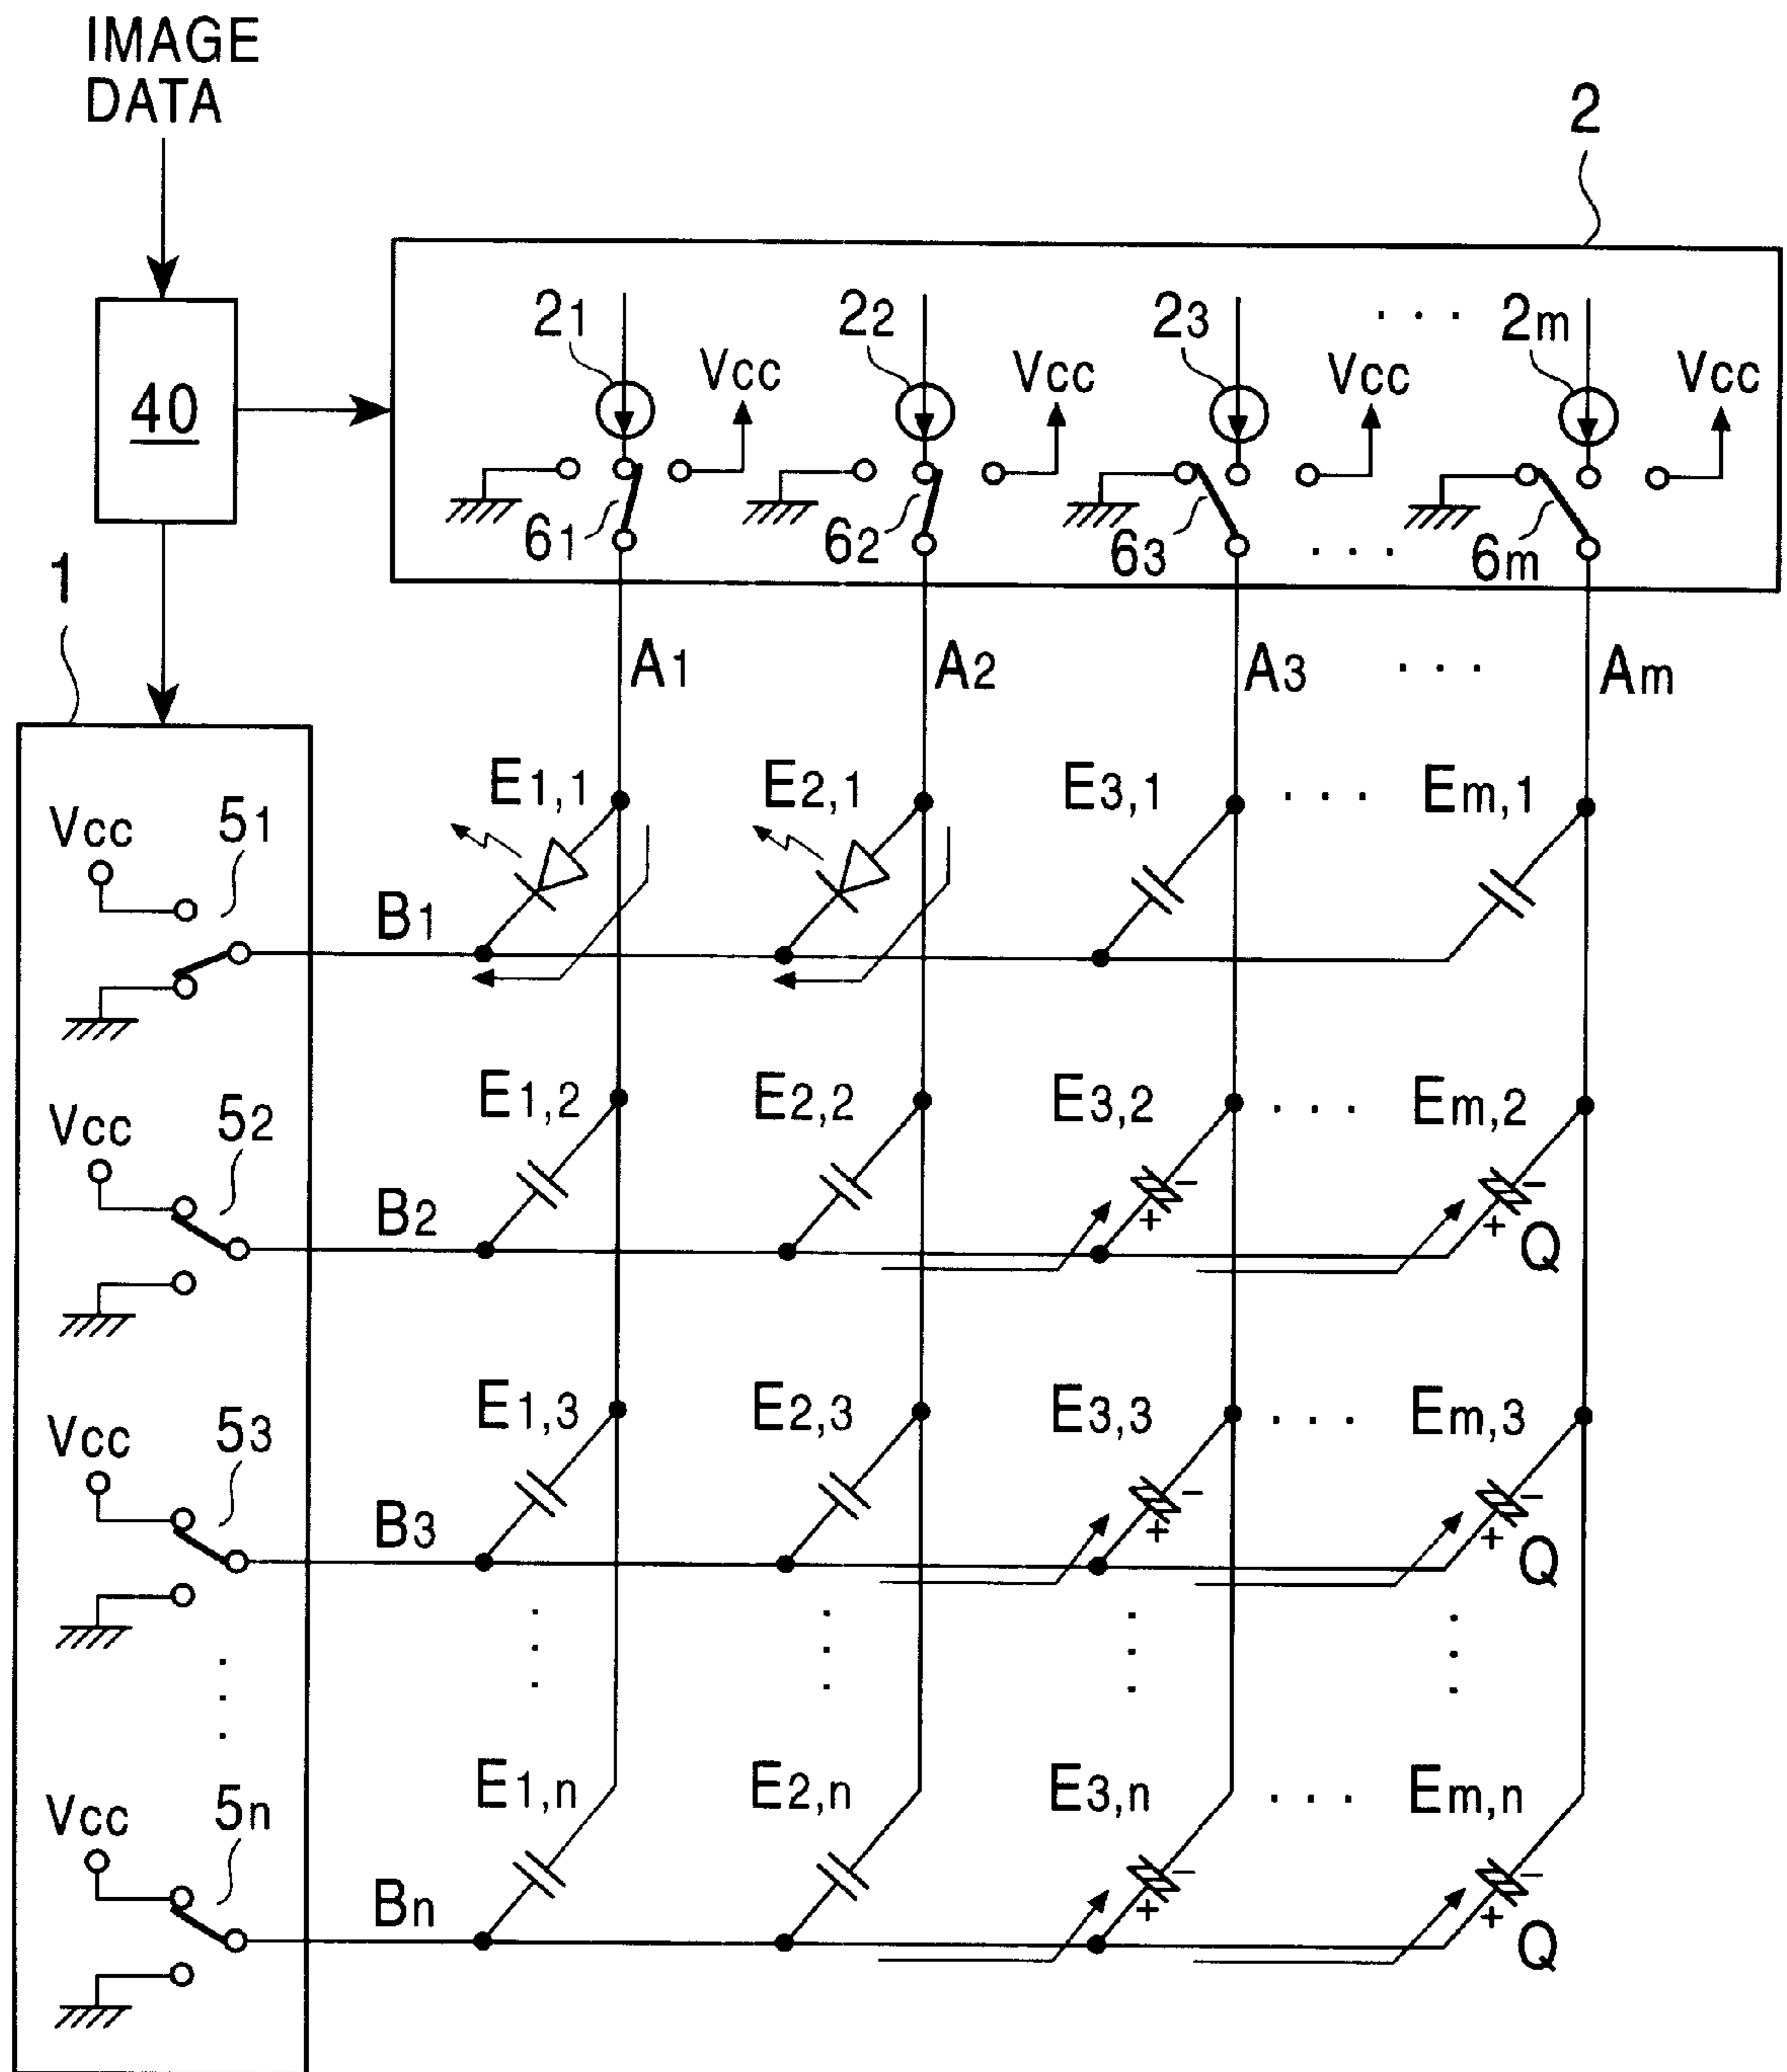 IMAGE
DATA
2
21 22 23 . . . 2m
Vcc Vcc Vcc Vcc
40
61 62 63 . . . 6m
1
A1 A2 A3 . . . Am
E1,1 E2,1 E3,1 . . . Em,1
Vcc 51
B1
E1,2 E2,2 E3,2 . . . Em,2
Vcc 52
- -
B2 + + Q
E1,3 E2,3 E3,3 . . . Em,3
Vcc 53
- -
B3 + + Q
E1,n E2,n E3,n . . . Em,n
Vcc 5n
- -
Bn + + Q